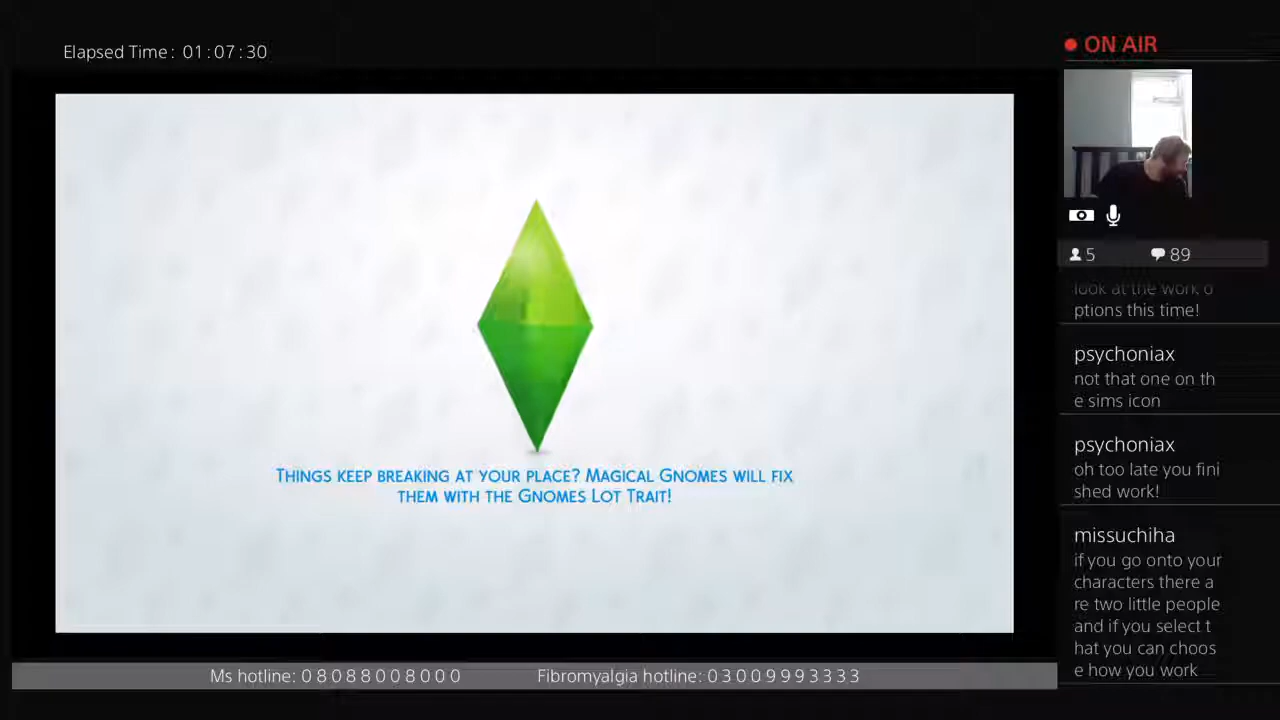 Elapsed Time: 01:07:30
ON AIR
5
89
look at the work o
ptions this time!
psychoniax
not that one on th
e sims icon
psychoniax
oh too late you fini
shed work!
missuchiha
if you go onto your
characters there a
re two little people
and if you select t
hat you can choos
e how you work
Things keep breaking at your place? Magical Gnomes will fix
them with the Gnomes Lot Trait!
Ms hotline: 0 8 0 8 8 0 0 8 0 0 0
Fibromyalgia hotline: 0 3 0 0 9 9 9 3 3 3 3